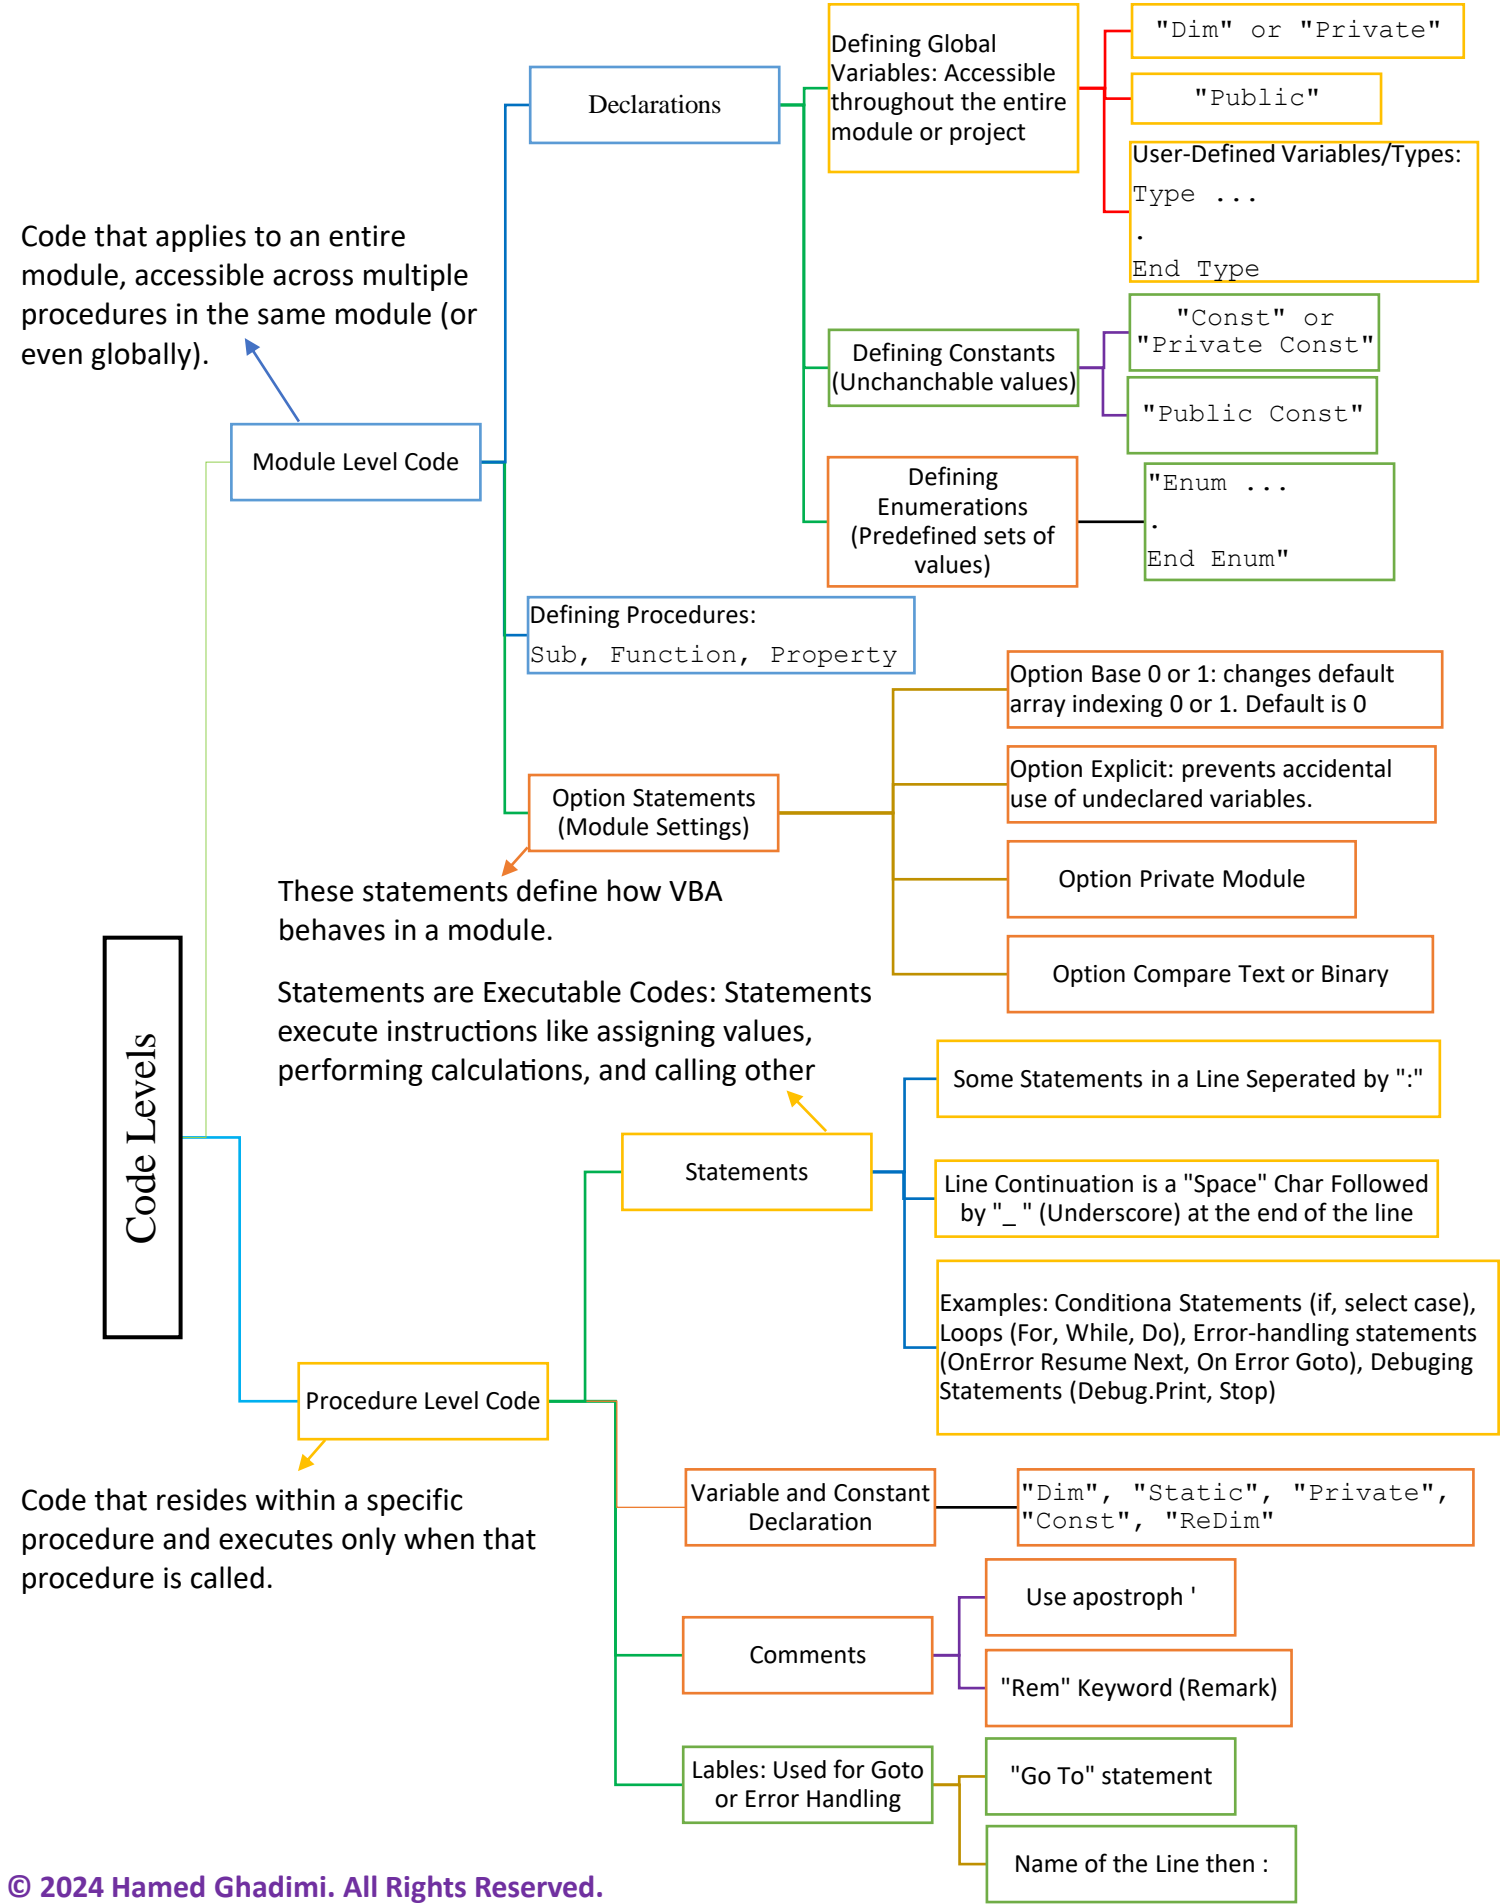 "Dim" or "Private"
Defining Global
Variables: Accessible
throughout the entire
module or project
"Public"
Declarations
User-Defined Variables/Types:
Type ...
.
End Type
Code that applies to an entire
module, accessible across multiple
procedures in the same module (or
even globally).
"Const" or
"Private Const"
Defining Constants
(Unchanchable values)
"Public Const"
Module Level Code
Defining
Enumerations
(Predefined sets of
values)
"Enum ...
.
End Enum"
Defining Procedures:
Sub, Function, Property
Option Base 0 or 1: changes default
array indexing 0 or 1. Default is 0
Option Explicit: prevents accidental
use of undeclared variables.
Option Statements
(Module Settings)
Option Private Module
These statements define how VBA
behaves in a module.
Option Compare Text or Binary
Statements are Executable Codes: Statements
execute instructions like assigning values,
performing calculations, and calling other
Some Statements in a Line Seperated by ":"
Code Levels
Statements
Line Continuation is a "Space" Char Followed
by "_ " (Underscore) at the end of the line
Examples: Conditiona Statements (if, select case),
Loops (For, While, Do), Error-handling statements
(OnError Resume Next, On Error Goto), Debuging
Statements (Debug.Print, Stop)
Procedure Level Code
Code that resides within a specific
procedure and executes only when that
procedure is called.
Variable and Constant
Declaration
"Dim", "Static", "Private",
"Const", "ReDim"
Use apostroph '
Comments
"Rem" Keyword (Remark)
Lables: Used for Goto
or Error Handling
"Go To" statement
Name of the Line then :
© 2024 Hamed Ghadimi. All Rights Reserved.